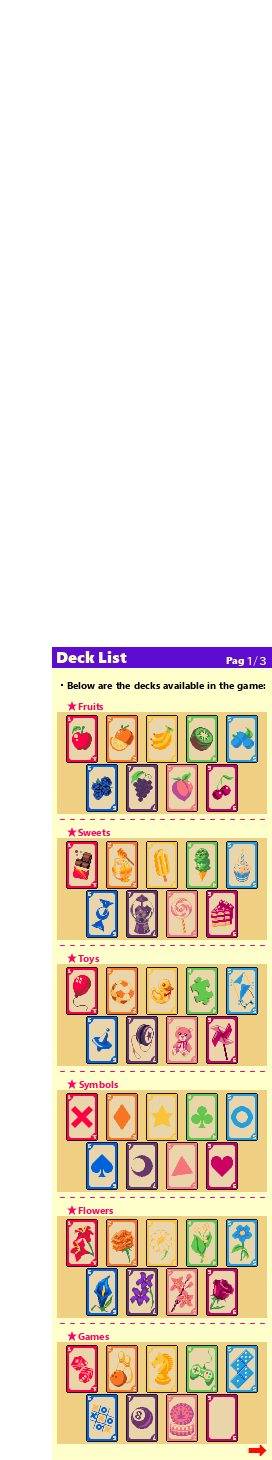 Deck List
Pag 1/3
· Below are the decks available in the game:
★Fruits
★Sweets
★Toys
★Symbols
★Flowers
★Games